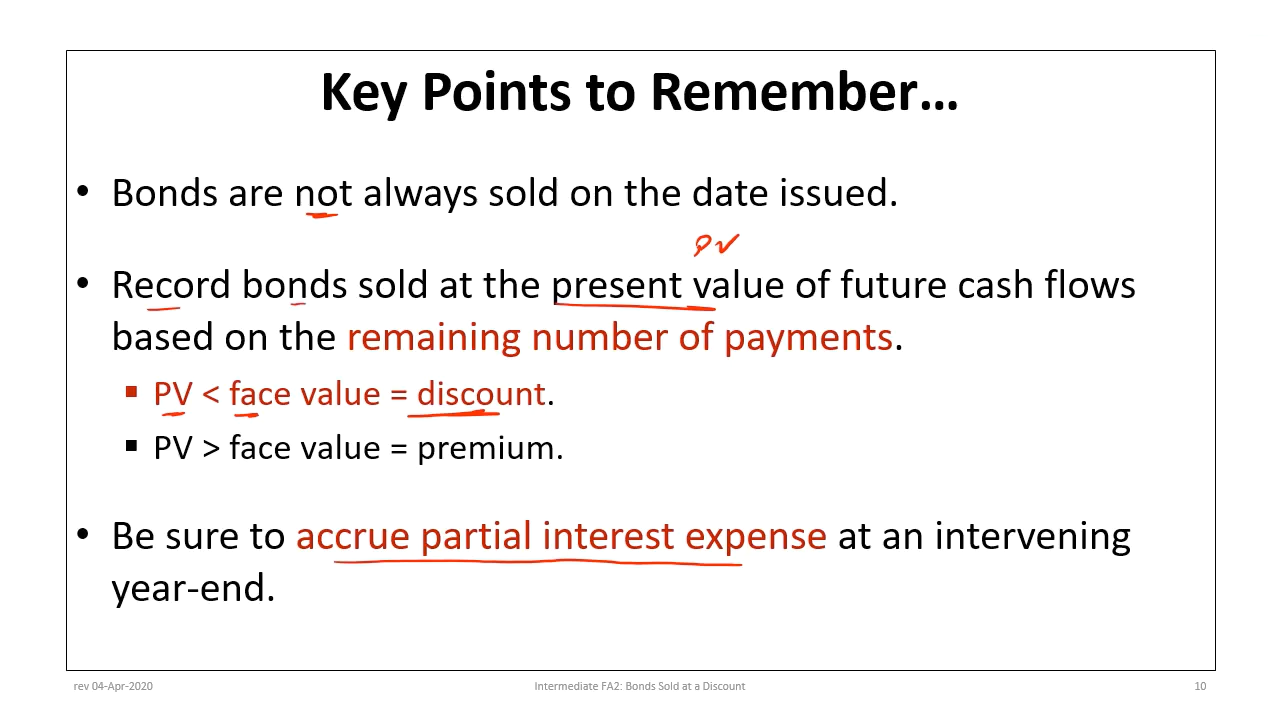 Key Points to Remember…
• Bonds are not always sold on the date issued.
PV
• Record bonds sold at the present value of future cash flows
based on the remaining number of payments.
▪ PV < face value = discount.
▪ PV > face value = premium.
• Be sure to accrue partial interest expense at an intervening
year-end.
rev 04-Apr-2020
Intermediate FA2: Bonds Sold at a Discount
10